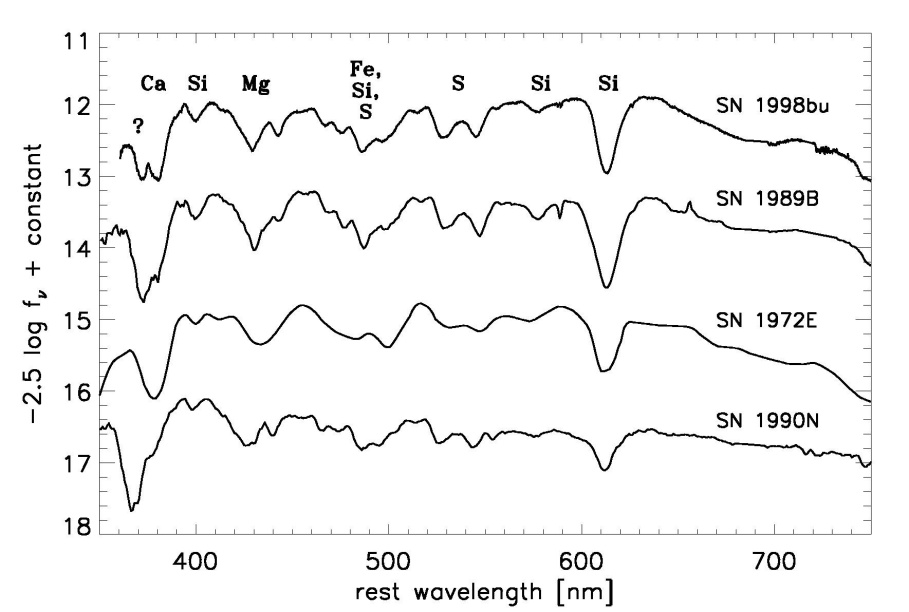 11
12
13
14
15
16
17
18
-2.5 log fν + constant
? Ca Si Mg Fe, Si, S S Si Si
SN 1998bu
SN 1989B
SN 1972E
SN 1990N
400 500 600 700
rest wavelength [nm]